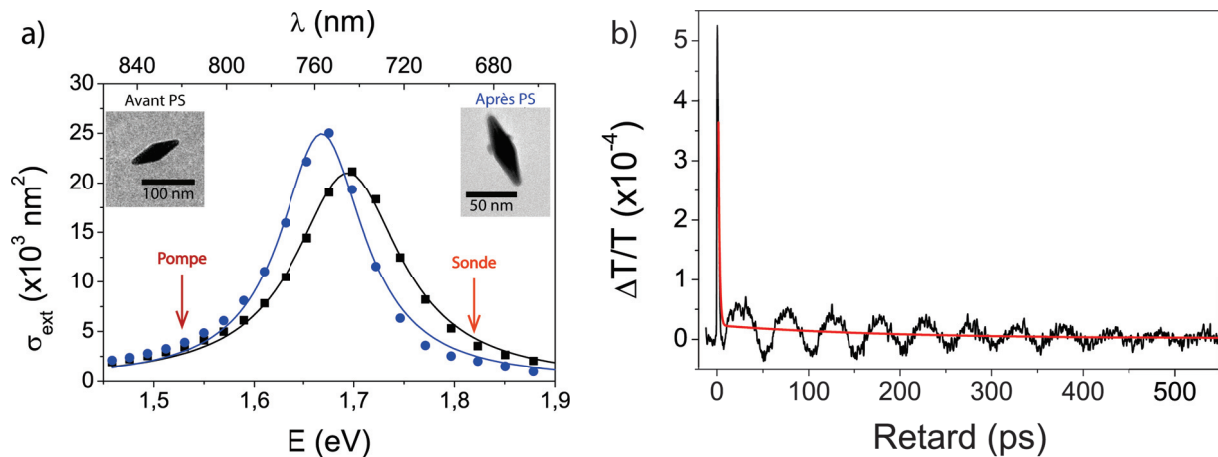 a)
λ (nm)
840 800 760 720 680
30
25
20
15
10
5
0
σext (x10³ nm²)
Avant PS
100 nm
Après PS
50 nm
Pompe
Sonde
1,5 1,6 1,7 1,8 1,9
E (eV)
b)
5
4
3
2
1
0
ΔT/T (x10-4)
0 100 200 300 400 500
Retard (ps)